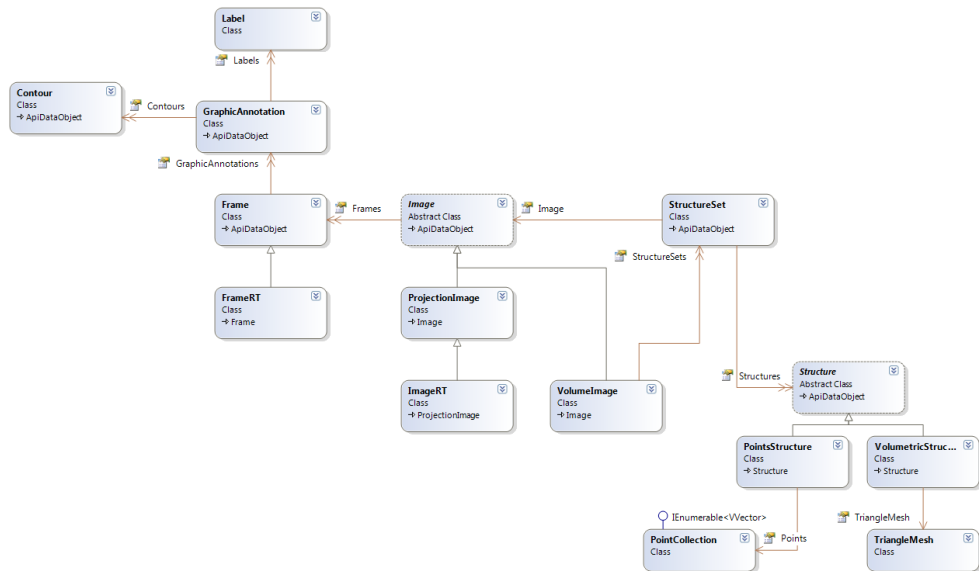 Label
Class
Labels
Contour
Class
ApiDataObject
Contours
GraphicAnnotation
Class
ApiDataObject
GraphicAnnotations
Frame
Class
ApiDataObject
Frames
Image
Abstract Class
ApiDataObject
Image
StructureSet
Class
ApiDataObject
StructureSets
FrameRT
Class
Frame
ProjectionImage
Class
Image
ImageRT
Class
ProjectionImage
VolumeImage
Class
Image
Structures
Structure
Abstract Class
ApiDataObject
PointsStructure
Class
Structure
VolumetricStruc...
Class
Structure
IEnumerable<VVector>
TriangleMesh
PointCollection
Class
Points
TriangleMesh
Class